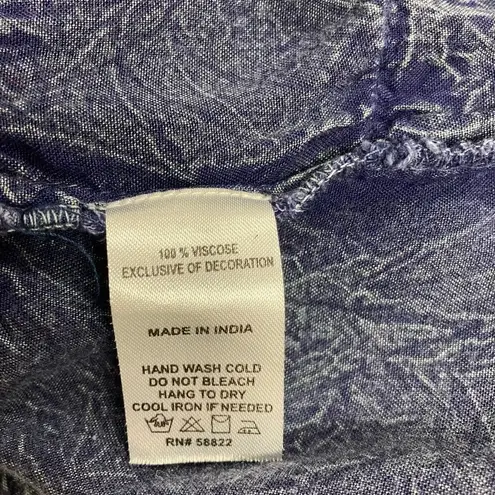 100 % VISCOSE
EXCLUSIVE OF DECORATION
MADE IN INDIA
HAND WASH COLD
DO NOT BLEACH
HANG TO DRY
COOL IRON IF NEEDED
RN# 58822